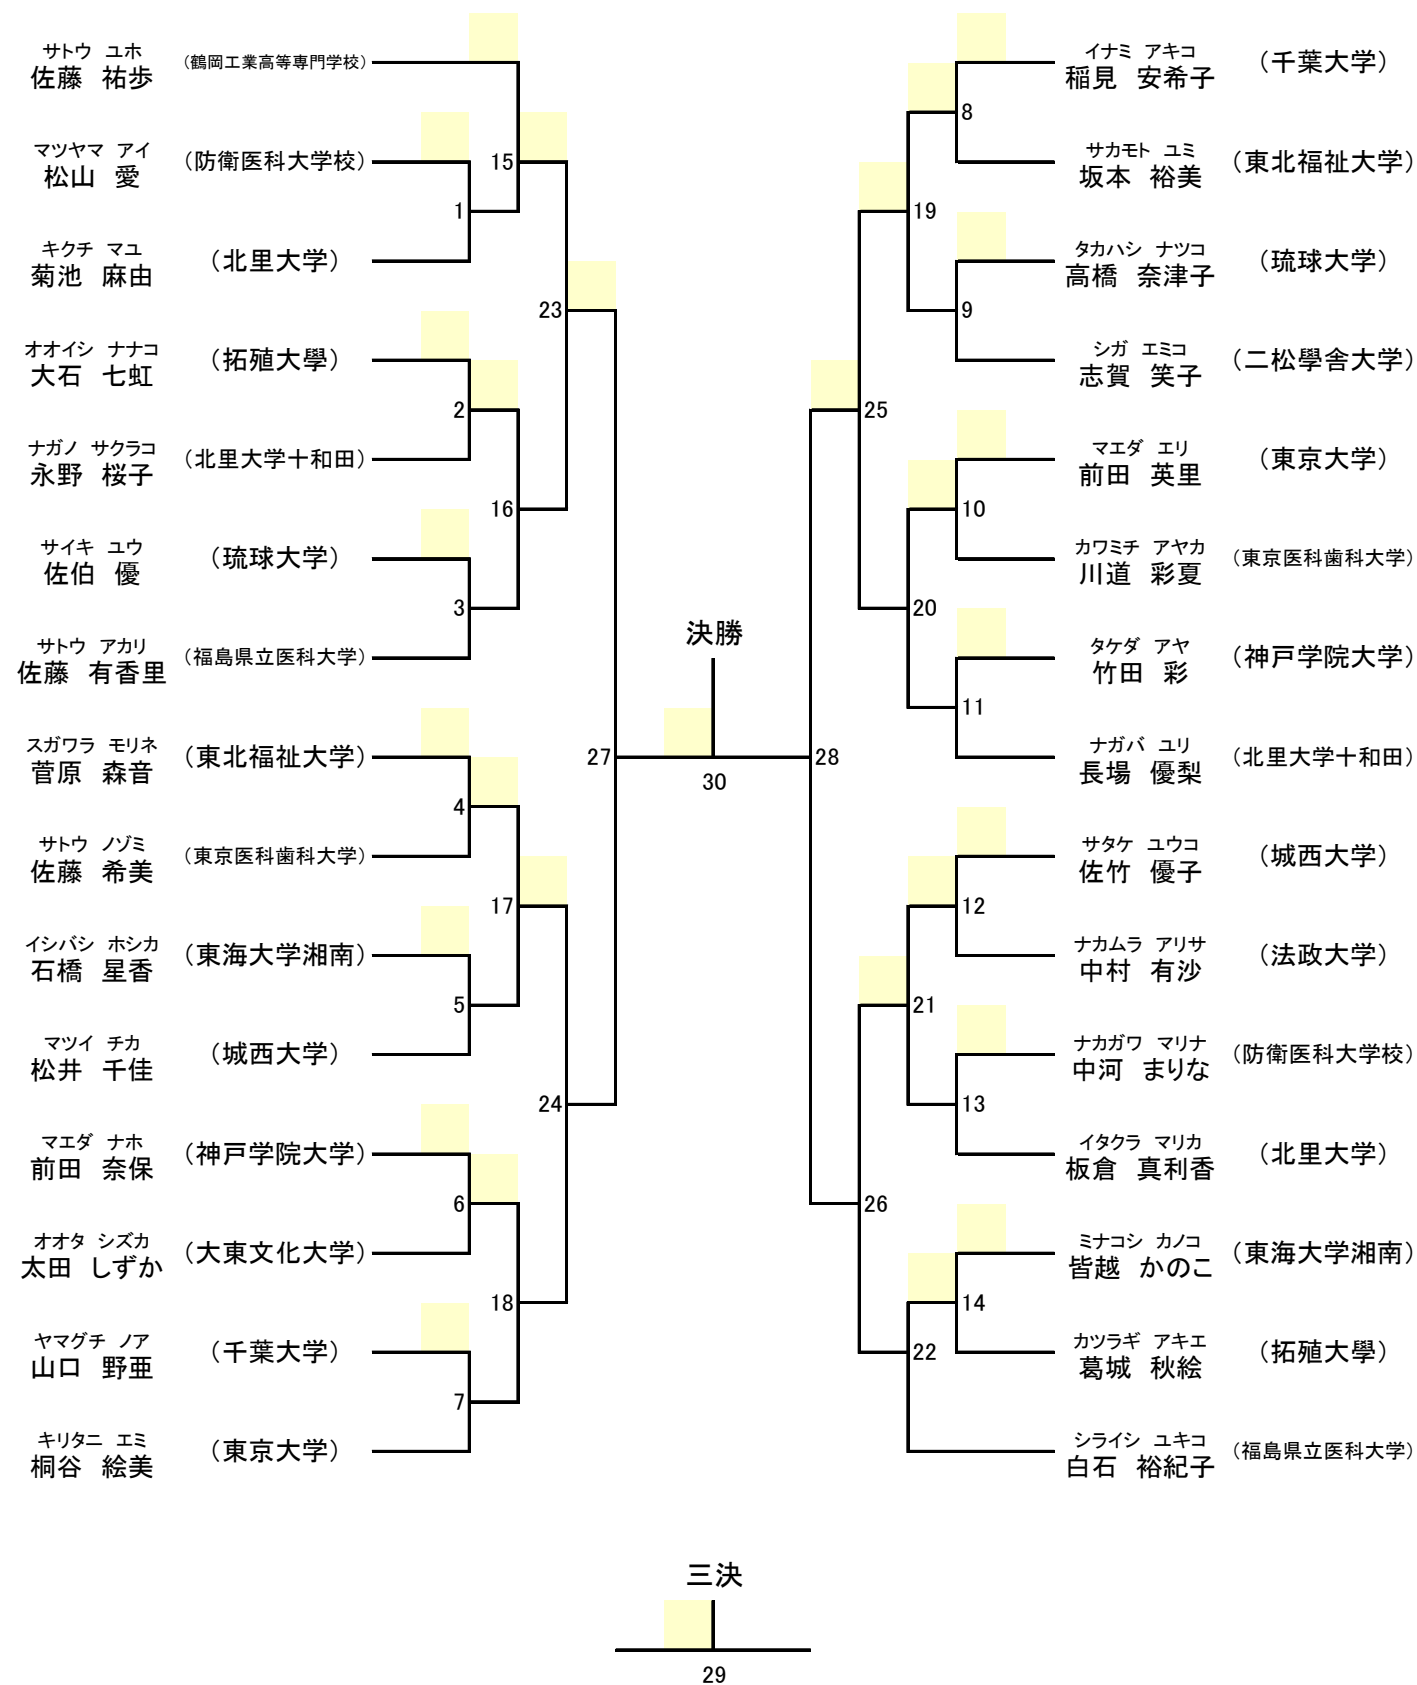 サトウ ユホ
佐藤 祐歩 （鶴岡工業高等専門学校）
マツヤマ アイ
松山 愛 （防衛医科大学校）
15
1
キクチ マユ
菊池 麻由 （北里大学）
23
オオイシ ナナコ
大石 七虹 （拓殖大學）
2
ナガノ サクラコ
永野 桜子 （北里大学十和田）
16
サイキ ユウ
佐伯 優 （琉球大学）
3
サトウ アカリ
佐藤 有香里 （福島県立医科大学）
スガワラ モリネ
菅原 森音 （東北福祉大学）
27
4
サトウ ノゾミ
佐藤 希美 （東京医科歯科大学）
17
イシバシ ホシカ
石橋 星香 （東海大学湘南）
5
マツイ チカ
松井 千佳 （城西大学）
24
マエダ ナホ
前田 奈保 （神戸学院大学）
6
オオタ シズカ
太田 しずか （大東文化大学）
18
ヤマグチ ノア
山口 野亜 （千葉大学）
7
キリタニ エミ
桐谷 絵美 （東京大学）
決勝
30
イナミ アキコ
稲見 安希子 （千葉大学）
8
サカモト ユミ
坂本 裕美 （東北福祉大学）
19
タカハシ ナツコ
高橋 奈津子 （琉球大学）
9
シガ エミコ
志賀 笑子 （二松學舎大学）
25
マエダ エリ
前田 英里 （東京大学）
10
カワミチ アヤカ
川道 彩夏 （東京医科歯科大学）
20
タケダ アヤ
竹田 彩 （神戸学院大学）
11
ナガバ ユリ
長場 優梨 （北里大学十和田）
28
サタケ ユウコ
佐竹 優子 （城西大学）
12
ナカムラ アリサ
中村 有沙 （法政大学）
21
ナカガワ マリナ
中河 まりな （防衛医科大学校）
13
イタクラ マリカ
板倉 真利香 （北里大学）
26
ミナコシ カノコ
皆越 かのこ （東海大学湘南）
14
カツラギ アキエ
葛城 秋絵 （拓殖大學）
22
シライシ ユキコ
白石 裕紀子 （福島県立医科大学）
三決
29